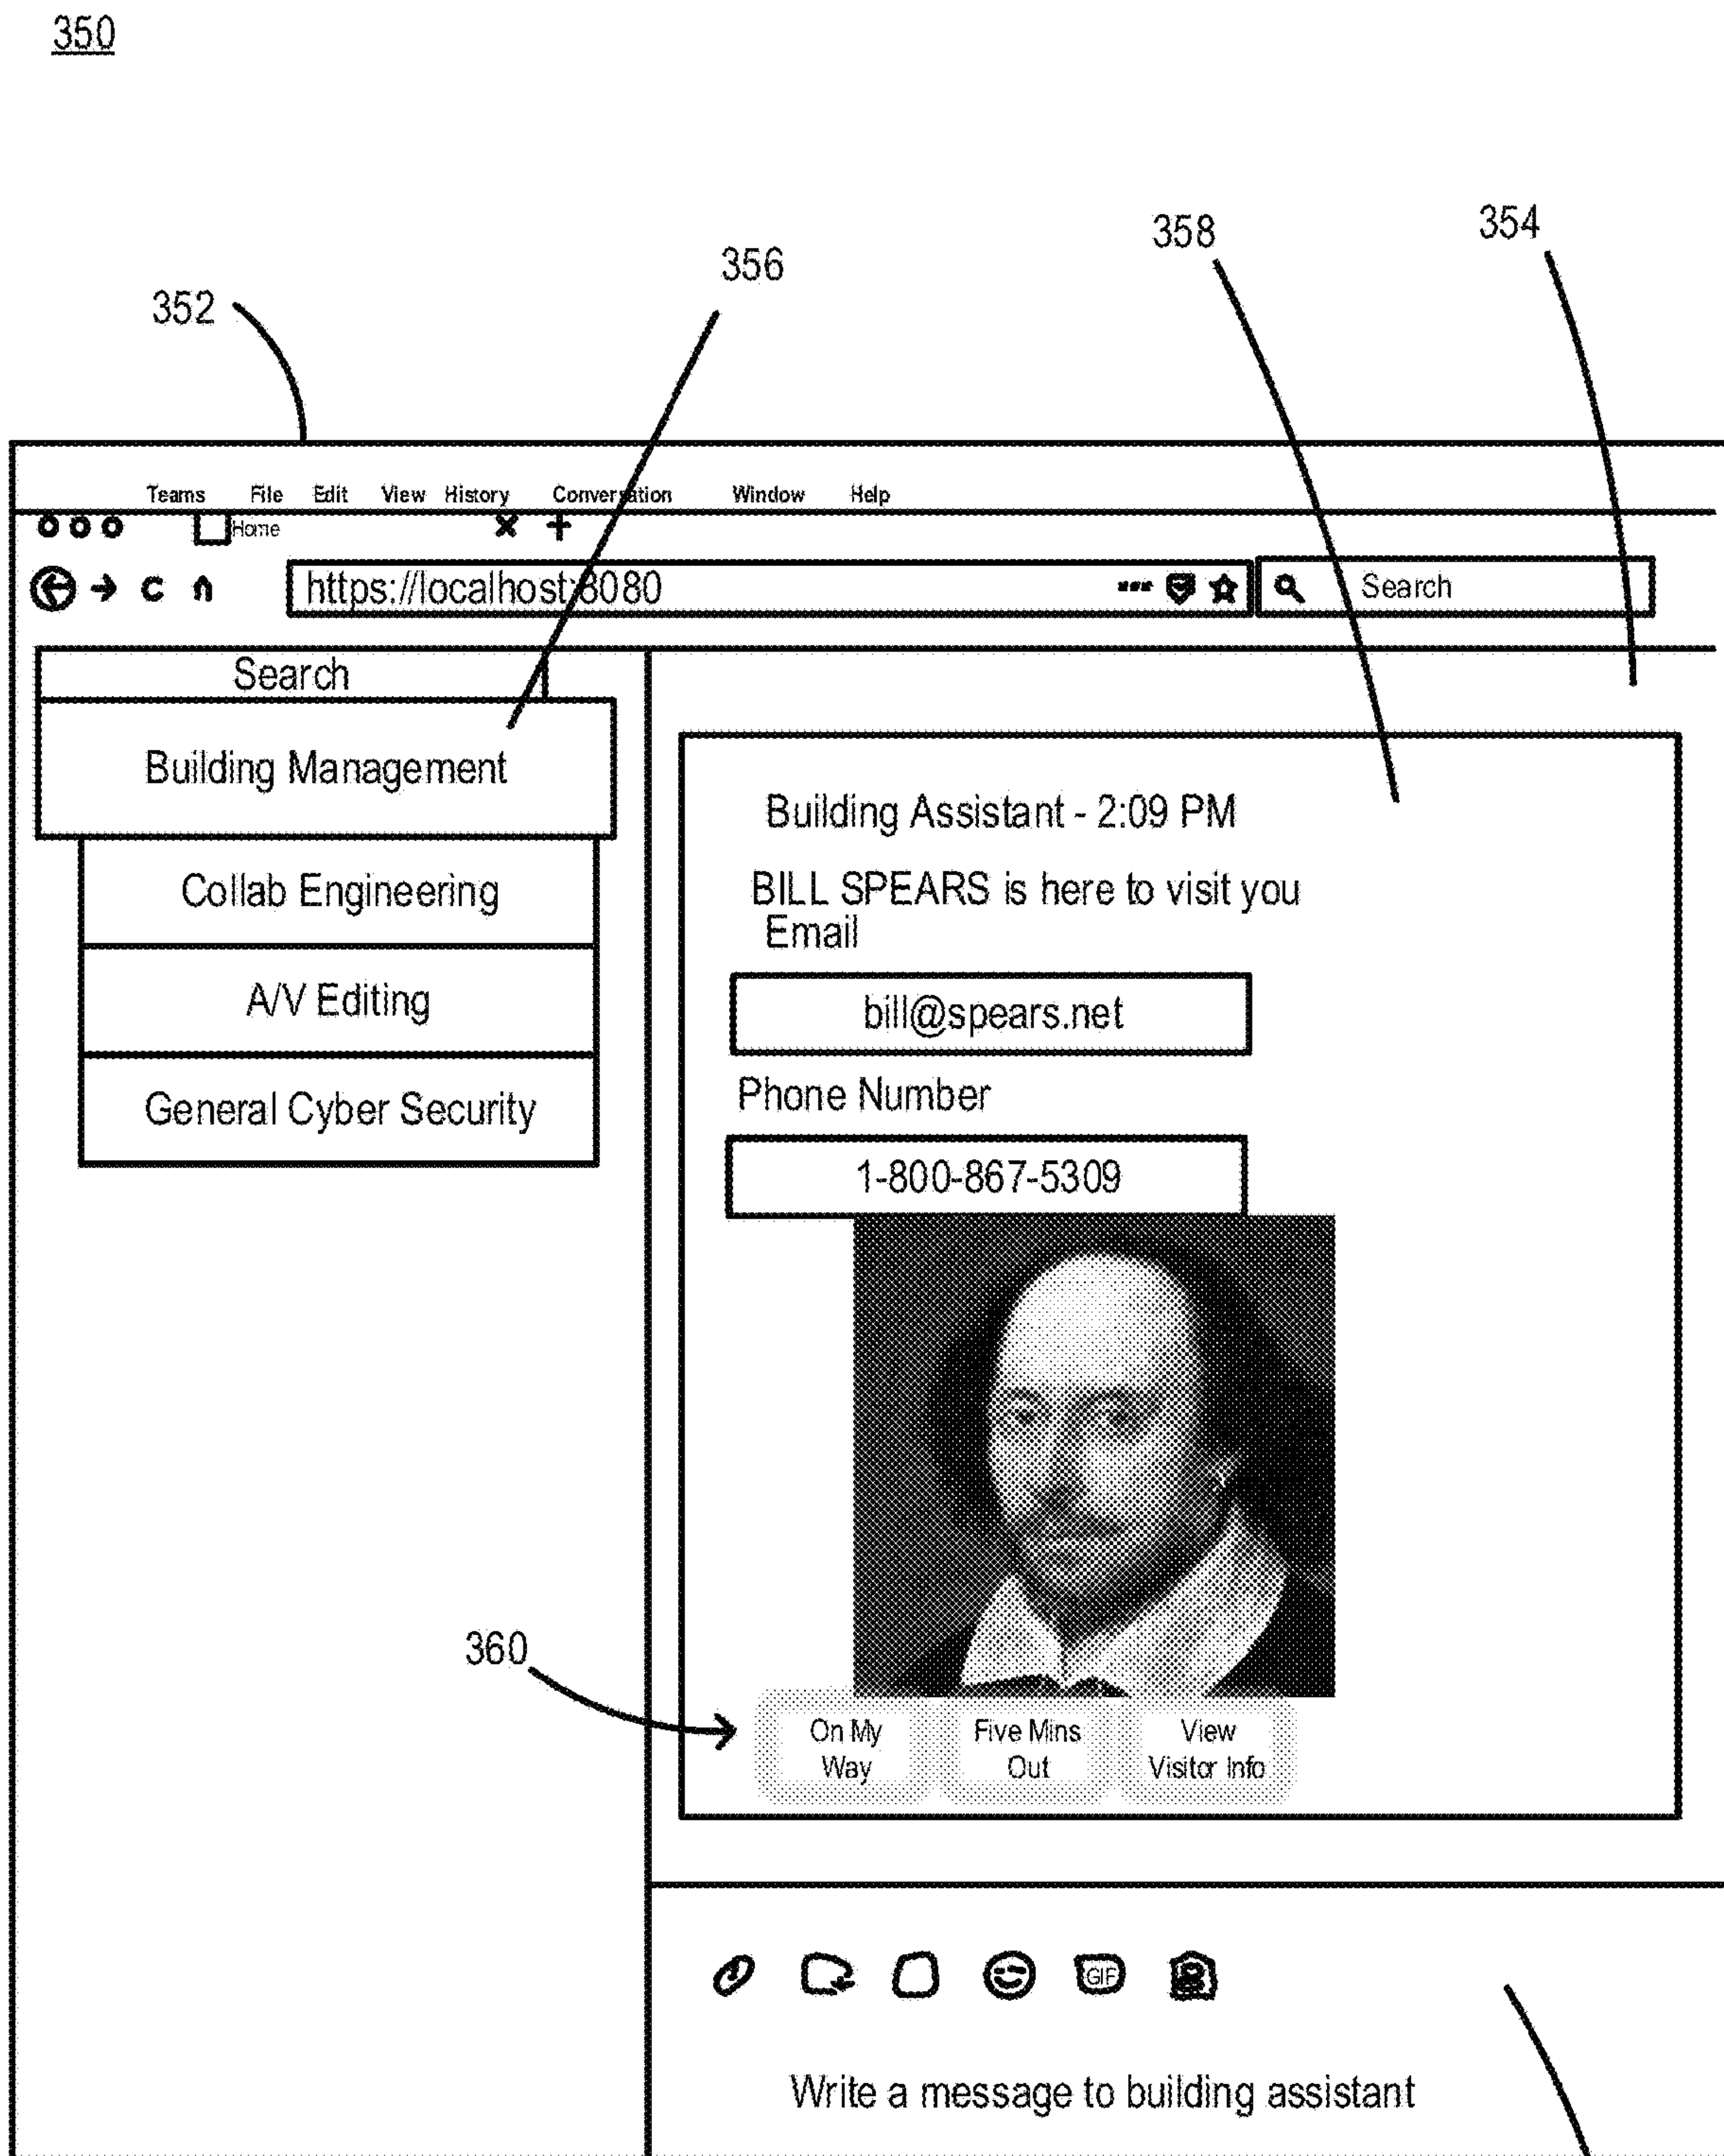 350
352
356
358
354
Teams File Edit View History Conversation Window Help
Home
https://localhost:8080
Search
Search
Building Management
Collab Engineering
A/V Editing
General Cyber Security
Building Assistant - 2:09 PM
BILL SPEARS is here to visit you
Email
bill@spears.net
Phone Number
1-800-867-5309
360
On My
Way
Five Mins
Out
View
Visitor Info
GIF
Write a message to building assistant